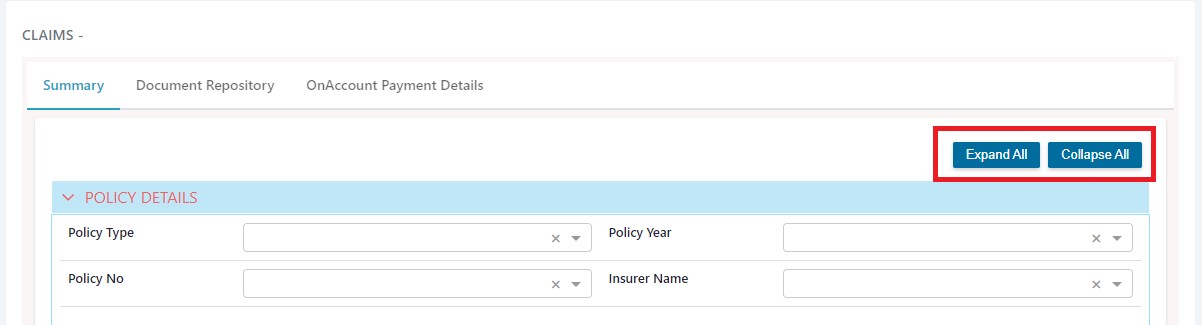 CLAIMS -
Summary Document Repository OnAccount Payment Details
Expand All Collapse All
POLICY DETAILS
Policy Type Policy Year
Policy No Insurer Name